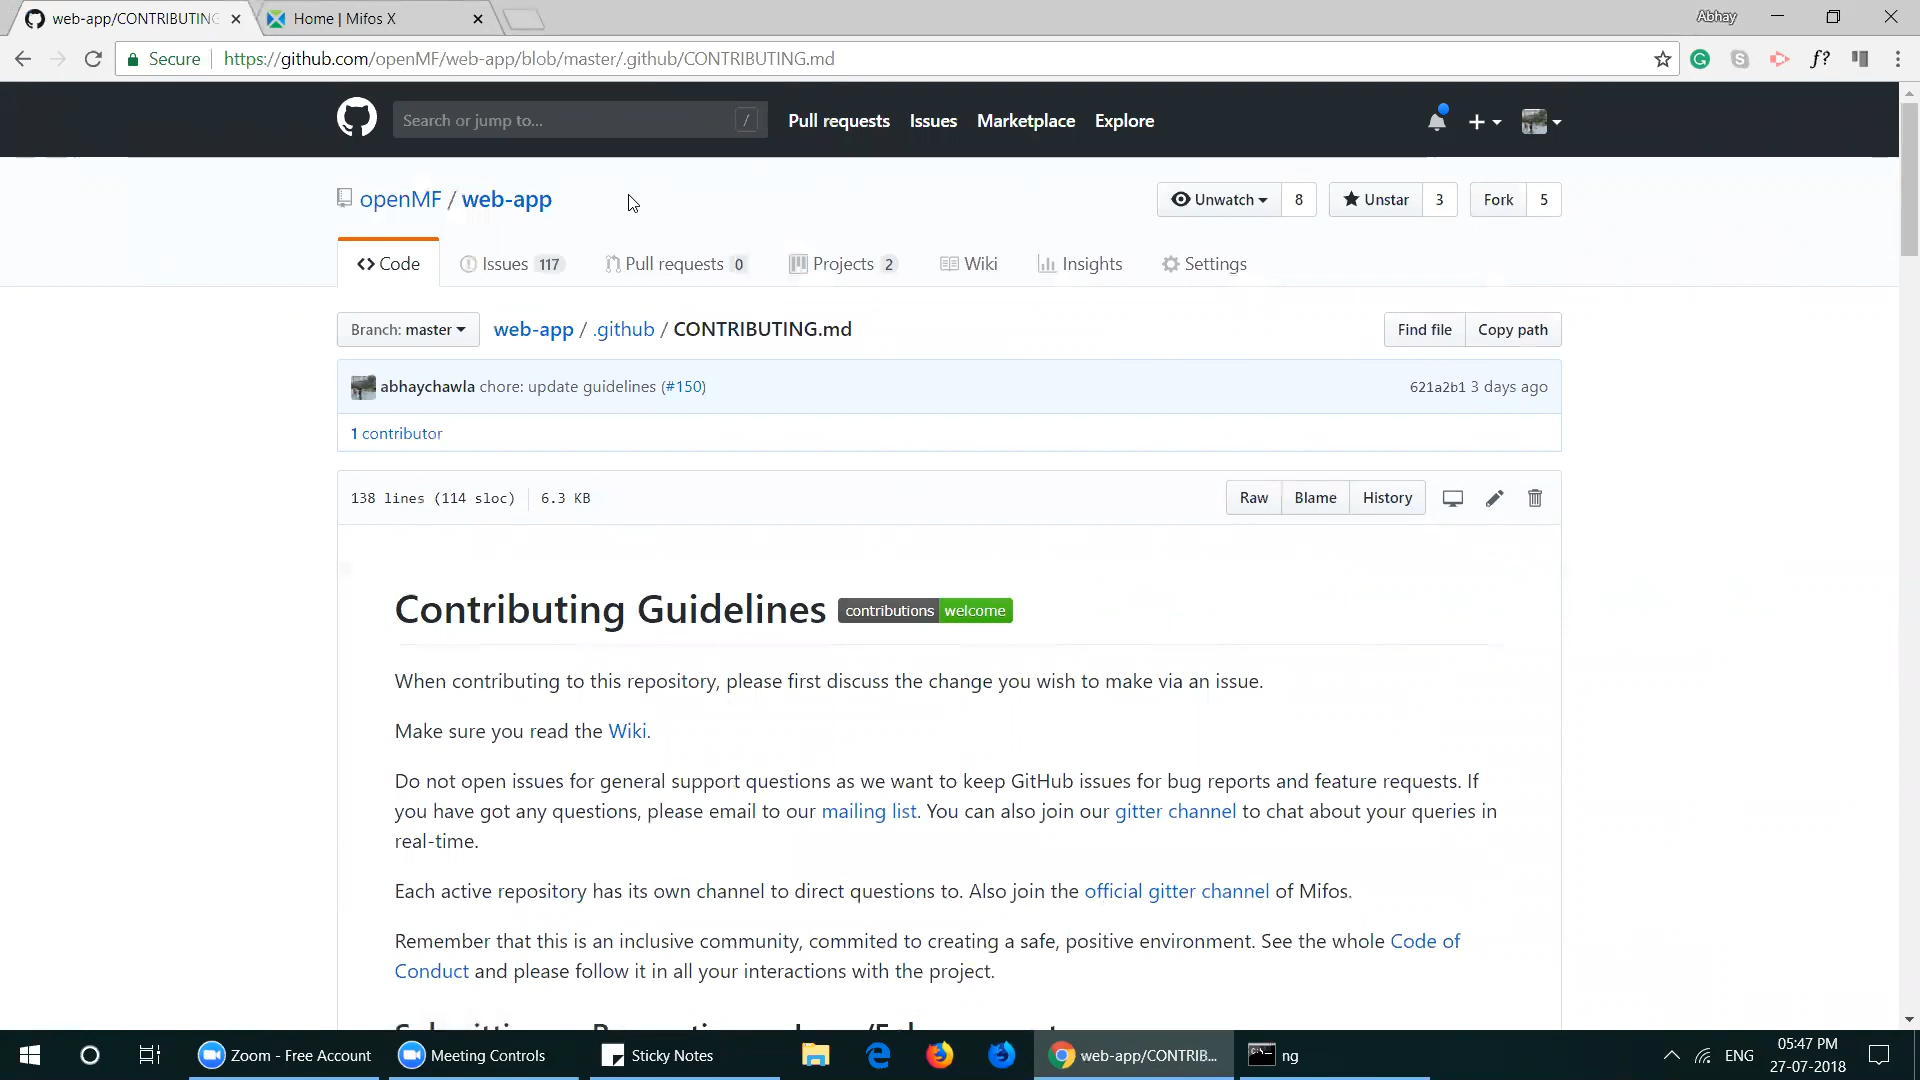 web-app/CONTRIBUTING
Home | Mifos X
Abhay
Secure
https://github.com/openMF/web-app/blob/master/.github/CONTRIBUTING.md
f?
Search or jump to...
/
Pull requests
Issues
Marketplace
Explore
openMF / web-app
Unwatch
8
Unstar
3
Fork
5
Code
Issues 117
Pull requests 0
Projects 2
Wiki
Insights
Settings
Branch: master
web-app / .github / CONTRIBUTING.md
Find file
Copy path
abhaychawla chore: update guidelines (#150)
621a2b1 3 days ago
1 contributor
138 lines (114 sloc)
6.3 KB
Raw
Blame
History
Contributing Guidelines
contributions welcome
When contributing to this repository, please first discuss the change you wish to make via an issue.
Make sure you read the Wiki.
Do not open issues for general support questions as we want to keep GitHub issues for bug reports and feature requests. If
you have got any questions, please email to our mailing list. You can also join our gitter channel to chat about your queries in
real-time.
Each active repository has its own channel to direct questions to. Also join the official gitter channel of Mifos.
Remember that this is an inclusive community, commited to creating a safe, positive environment. See the whole Code of
Conduct and please follow it in all your interactions with the project.
Zoom - Free Account
Meeting Controls
Sticky Notes
web-app/CONTRIB...
ng
ENG
05:47 PM
27-07-2018